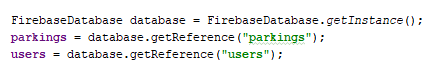 FirebaseDatabase database = FirebaseDatabase.getInstance();
parkings = database.getReference("parkings");
users = database.getReference("users");